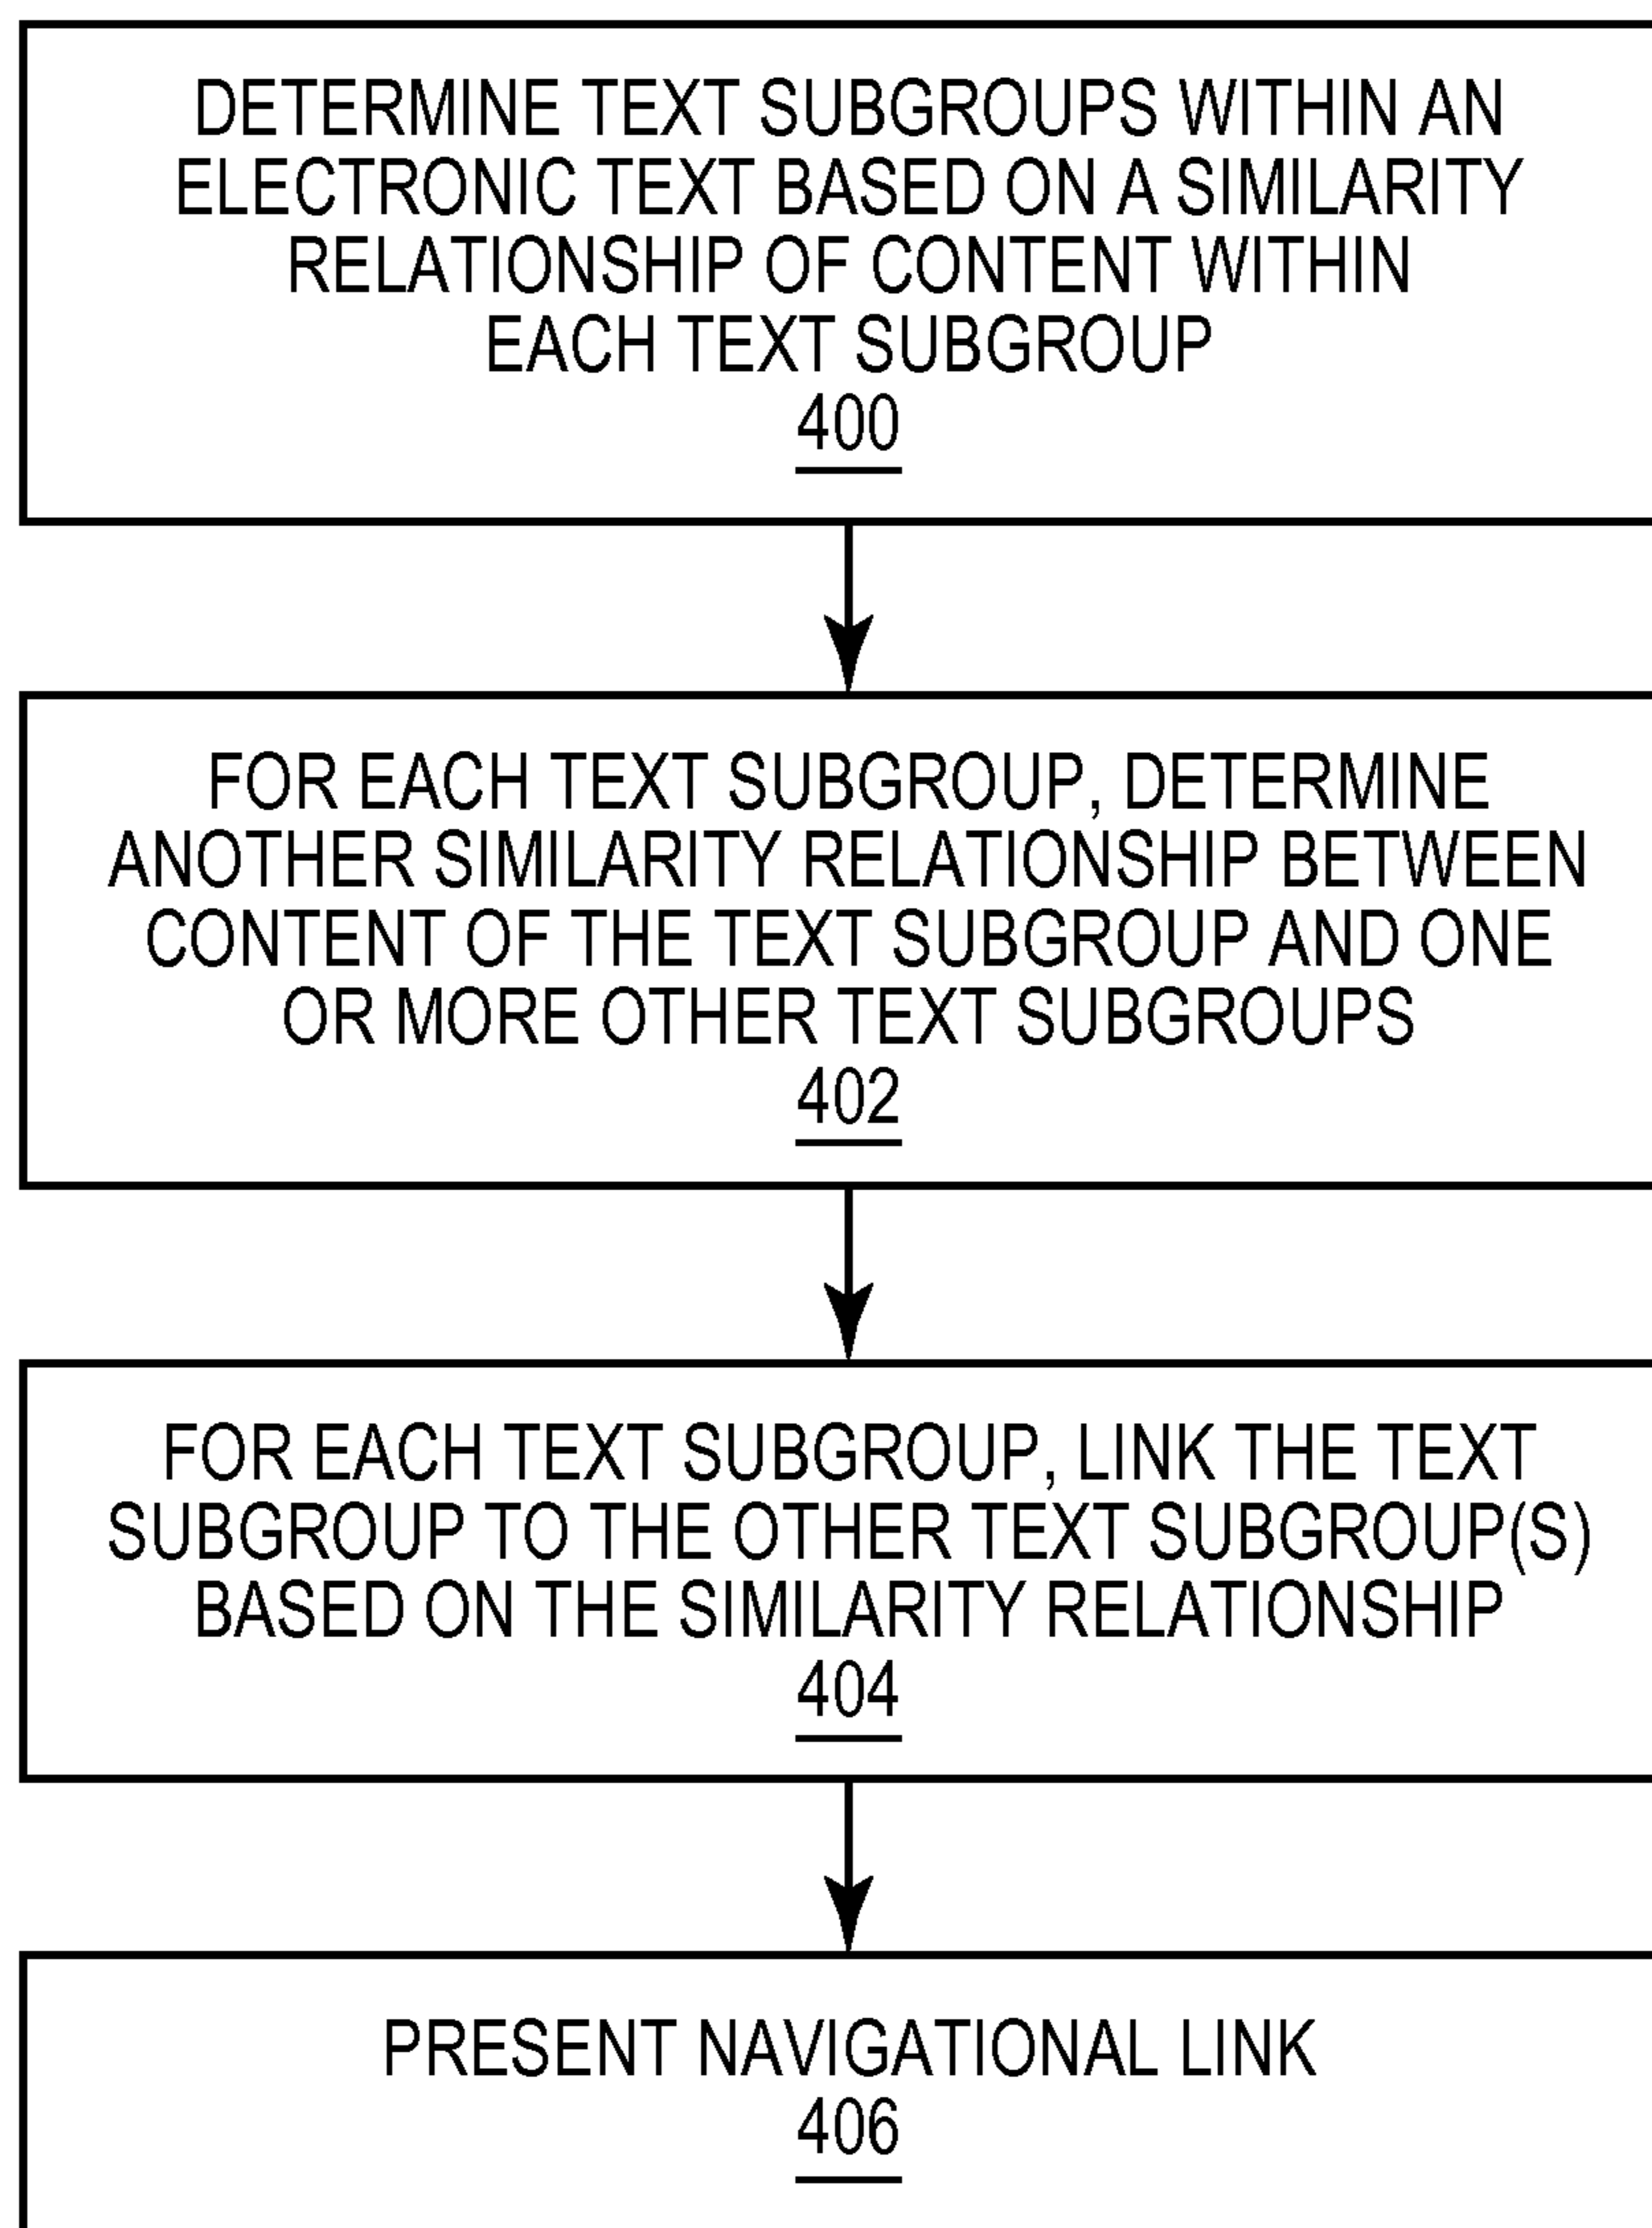 DETERMINE TEXT SUBGROUPS WITHIN AN
ELECTRONIC TEXT BASED ON A SIMILARITY
RELATIONSHIP OF CONTENT WITHIN
EACH TEXT SUBGROUP
400
FOR EACH TEXT SUBGROUP, DETERMINE
ANOTHER SIMILARITY RELATIONSHIP BETWEEN
CONTENT OF THE TEXT SUBGROUP AND ONE
OR MORE OTHER TEXT SUBGROUPS
402
FOR EACH TEXT SUBGROUP, LINK THE TEXT
SUBGROUP TO THE OTHER TEXT SUBGROUP(S)
BASED ON THE SIMILARITY RELATIONSHIP
404
PRESENT NAVIGATIONAL LINK
406